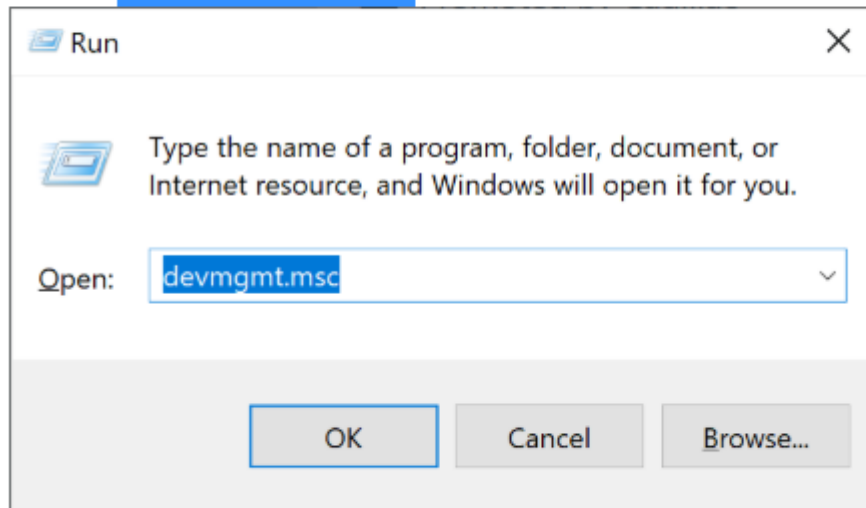 Run
Type the name of a program, folder, document, or
Internet resource, and Windows will open it for you.
Open:
devmgmt.msc
OK
Cancel
Browse...